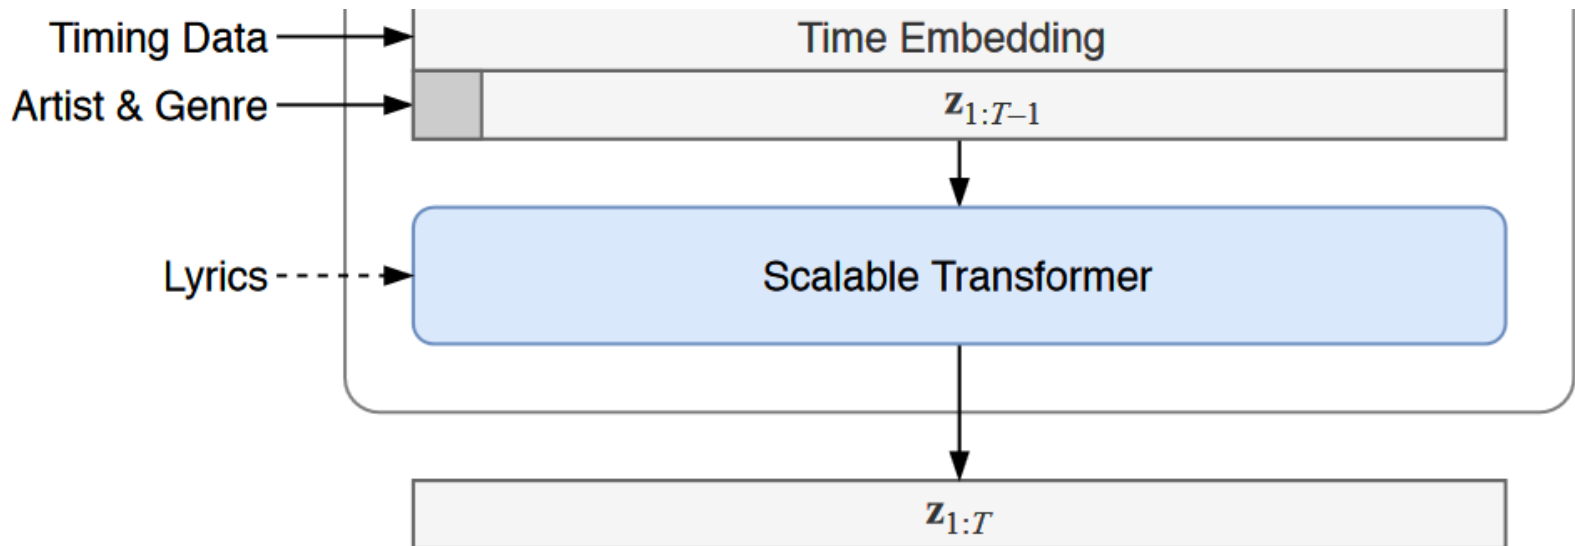 Timing Data
Time Embedding
Artist & Genre
z1:T–1
Lyrics
Scalable Transformer
z1:T